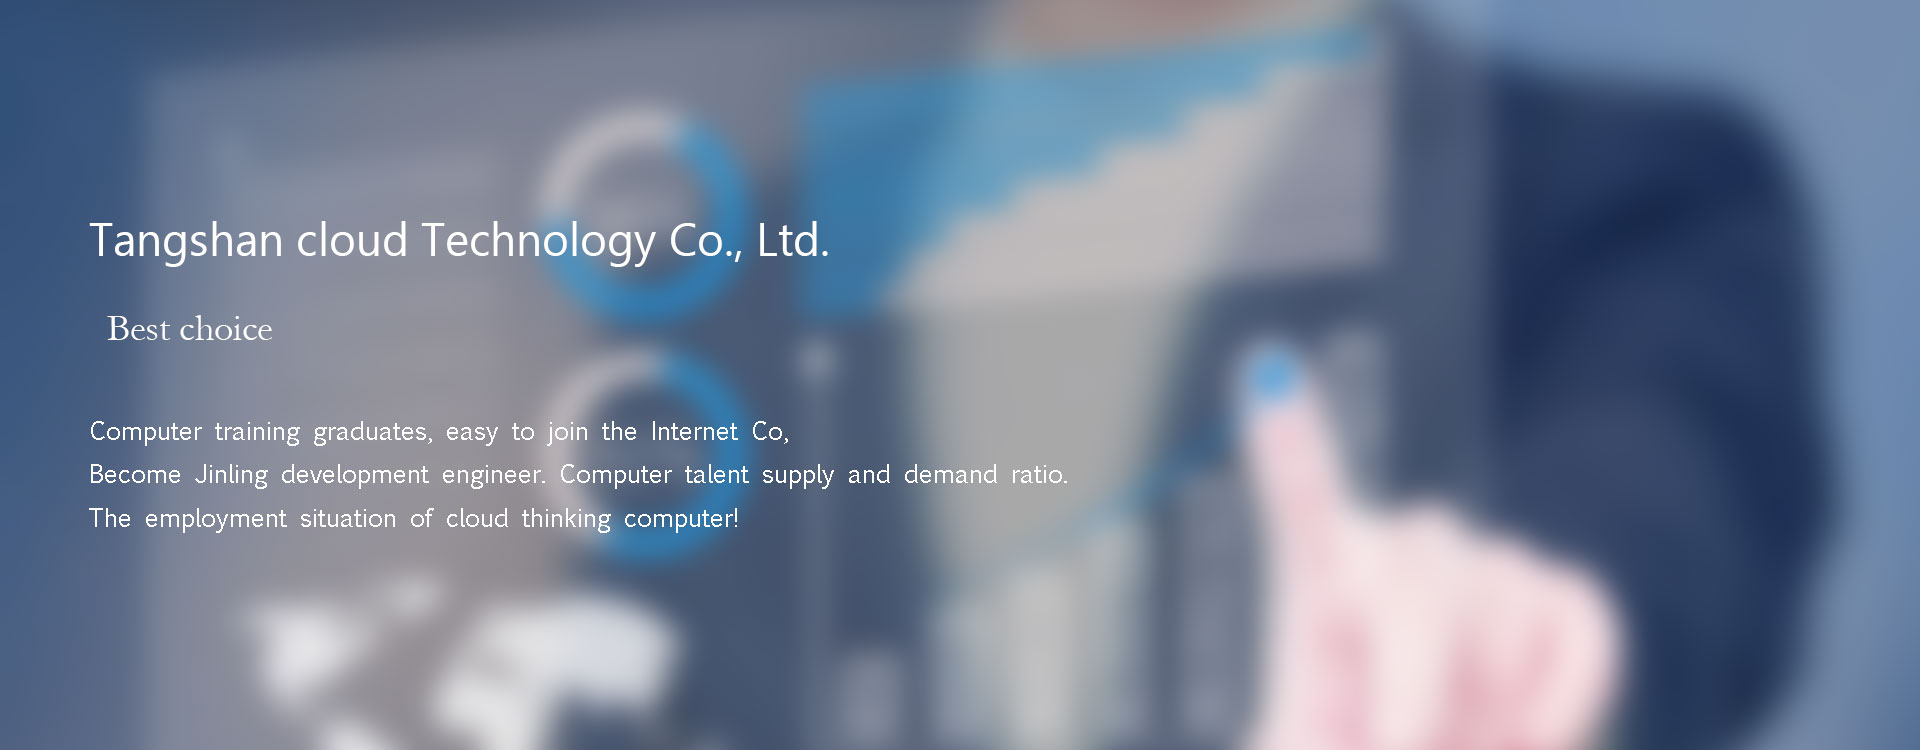 Tangshan cloud Technology Co., Ltd.
Best choice
Computer training graduates, easy to join the Internet Co,
Become Jinling development engineer. Computer talent supply and demand ratio.
The employment situation of cloud thinking computer!